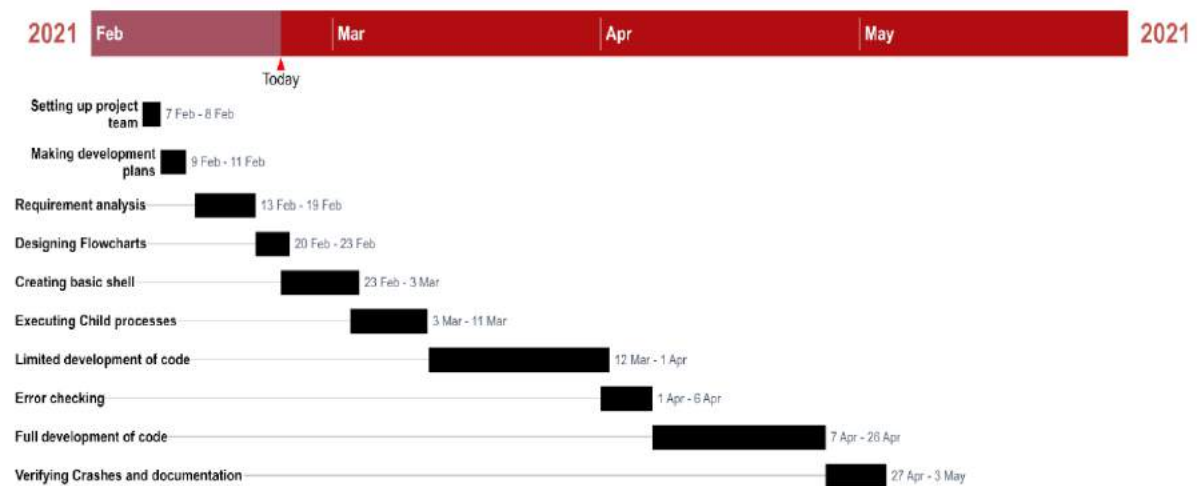 2021 Feb Mar Apr May 2021
Today
Setting up project
team
7 Feb - 8 Feb
Making development
plans
9 Feb - 11 Feb
Requirement analysis 13 Feb - 19 Feb
Designing Flowcharts 20 Feb - 23 Feb
Creating basic shell 23 Feb - 3 Mar
Executing Child processes 3 Mar - 11 Mar
Limited development of code 12 Mar - 1 Apr
Error checking 1 Apr - 6 Apr
Full development of code 7 Apr - 26 Apr
Verifying Crashes and documentation 27 Apr - 3 May